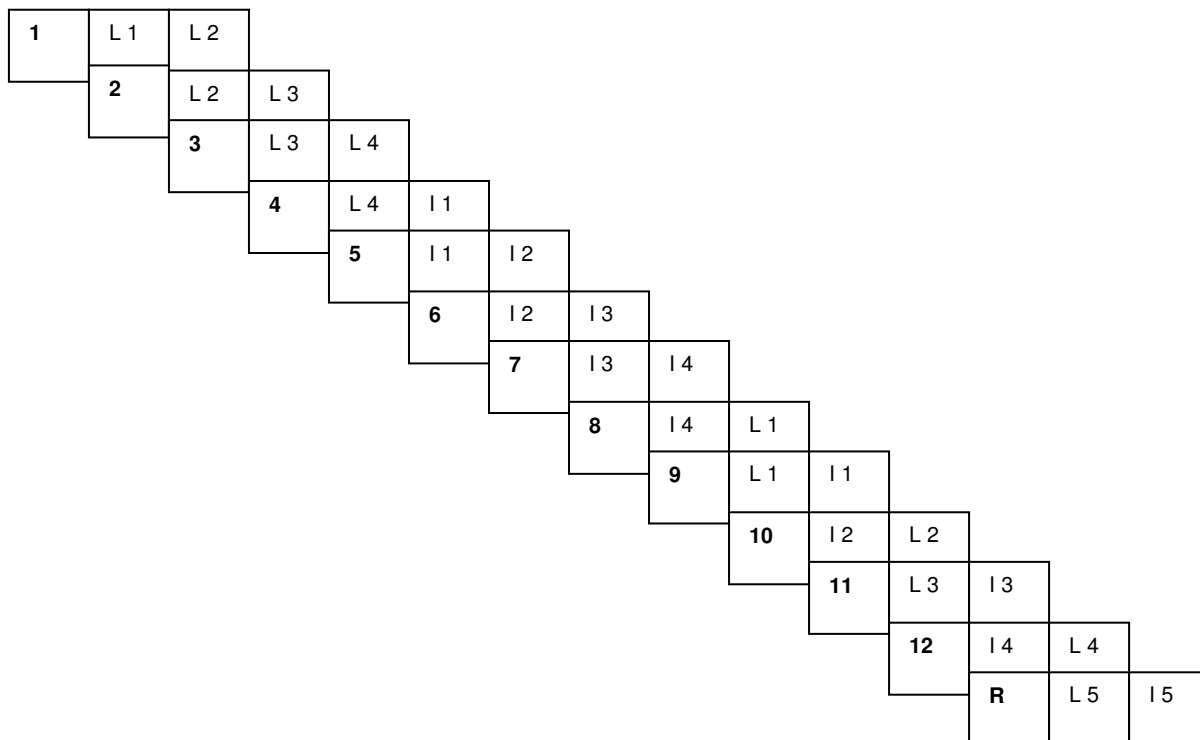 1 L 1 L 2
2 L 2 L 3
3 L 3 L 4
4 L 4 I 1
5 I 1 I 2
6 I 2 I 3
7 I 3 I 4
8 I 4 L 1
9 L 1 I 1
10 I 2 L 2
11 L 3 I 3
12 I 4 L 4
R L 5 I 5